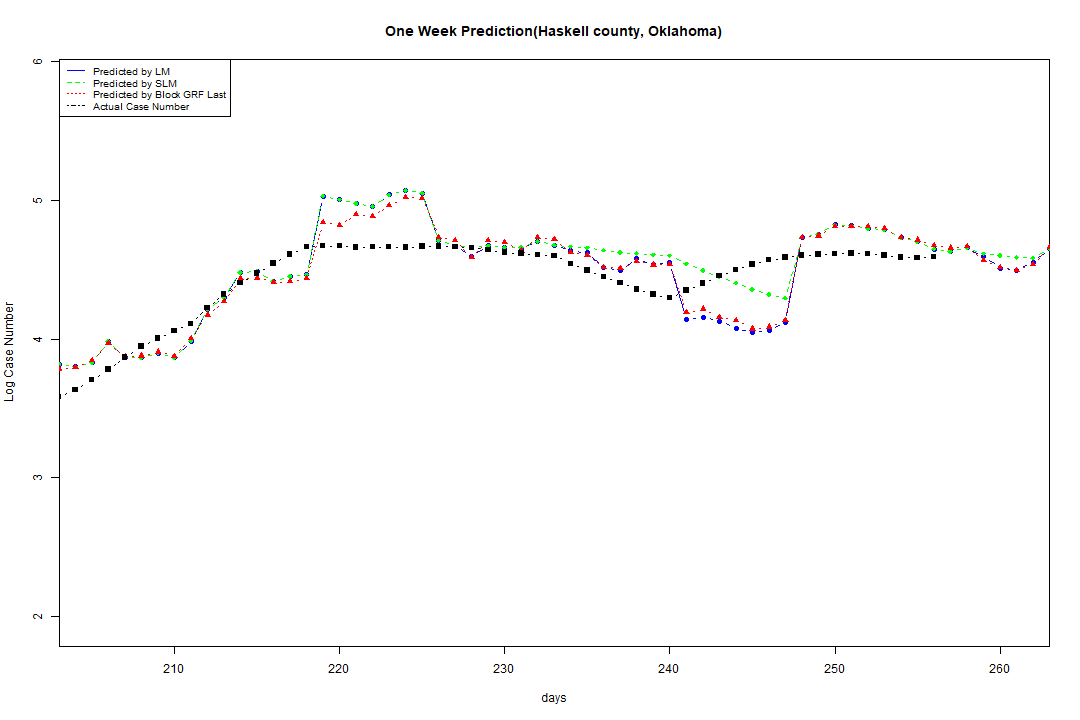 One Week Prediction(Haskell county, Oklahoma)
Predicted by LM
Predicted by SLM
Predicted by Block GRF Last
Actual Case Number
Log Case Number
6
5
4
3
2
210 220 230 240 250 260
days